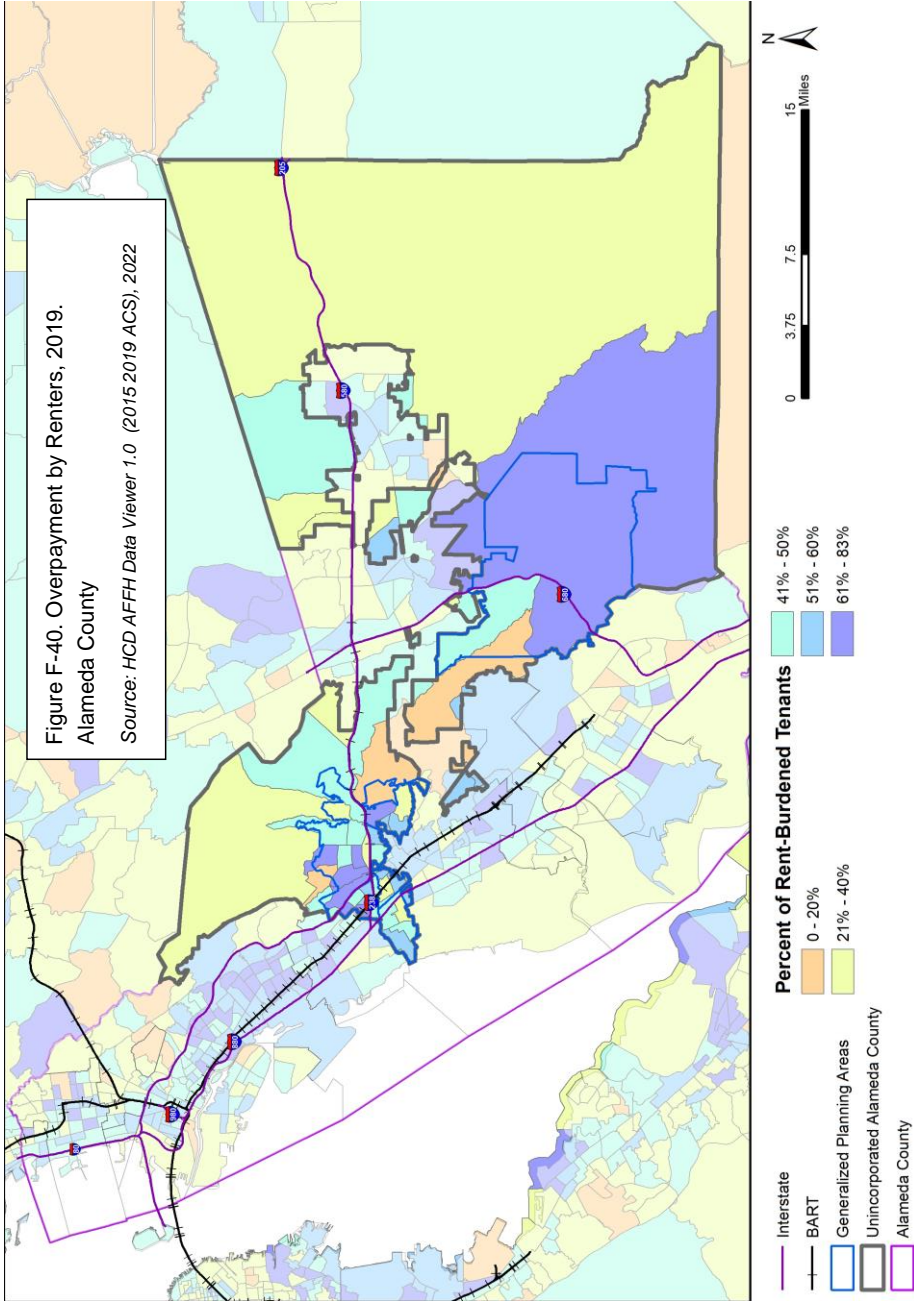 Figure F-40. Overpayment by Renters, 2019.
Alameda County
Source: HCD AFFH Data Viewer 1.0 (2015 2019 ACS), 2022
80
980
880
238
580
205
680
Interstate
BART
Generalized Planning Areas
Unincorporated Alameda County
Alameda County
Percent of Rent-Burdened Tenants
0 - 20%
21% - 40%
41% - 50%
51% - 60%
61% - 83%
0 3.75 7.5 15
Miles
N